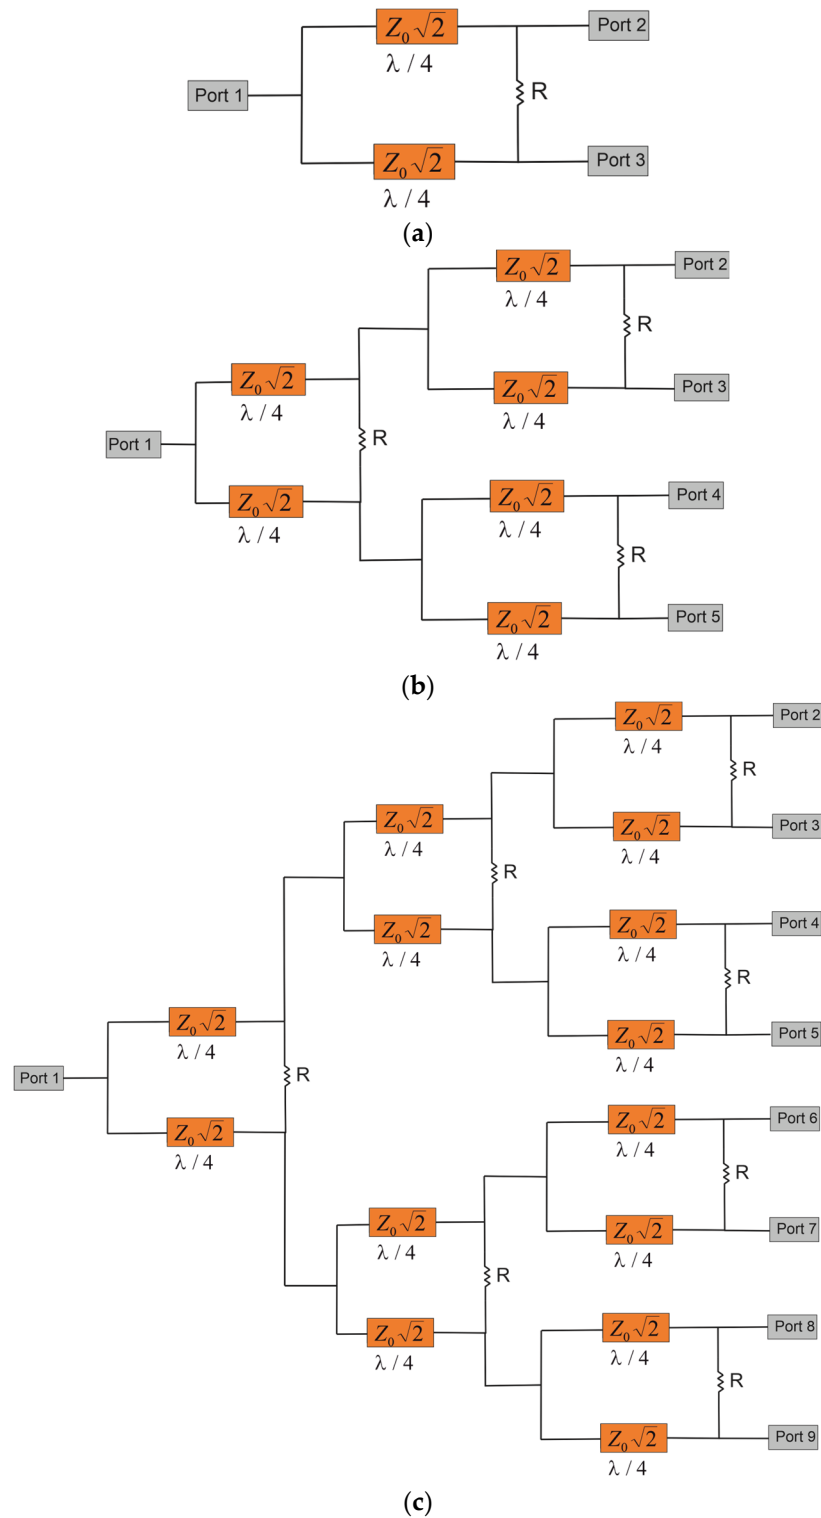 Z₀√2
Port 2
λ / 4
Port 1
R
Z₀√2
Port 3
λ / 4
(a)
Z₀√2
Port 2
λ / 4
R
Z₀√2
Z₀√2
Port 3
λ / 4
λ / 4
Port 1
R
Z₀√2
Z₀√2
Port 4
λ / 4
λ / 4
R
Z₀√2
Port 5
λ / 4
(b)
Z₀√2
Port 2
λ / 4
R
Z₀√2
Z₀√2
Port 3
λ / 4
λ / 4
R
Z₀√2
Z₀√2
Port 4
λ / 4
λ / 4
R
Z₀√2
Z₀√2
Port 5
λ / 4
λ / 4
Port 1
R
Z₀√2
Z₀√2
Port 6
λ / 4
λ / 4
R
Z₀√2
Z₀√2
Port 7
λ / 4
λ / 4
R
Z₀√2
Z₀√2
Port 8
λ / 4
λ / 4
R
Z₀√2
Port 9
λ / 4
(c)